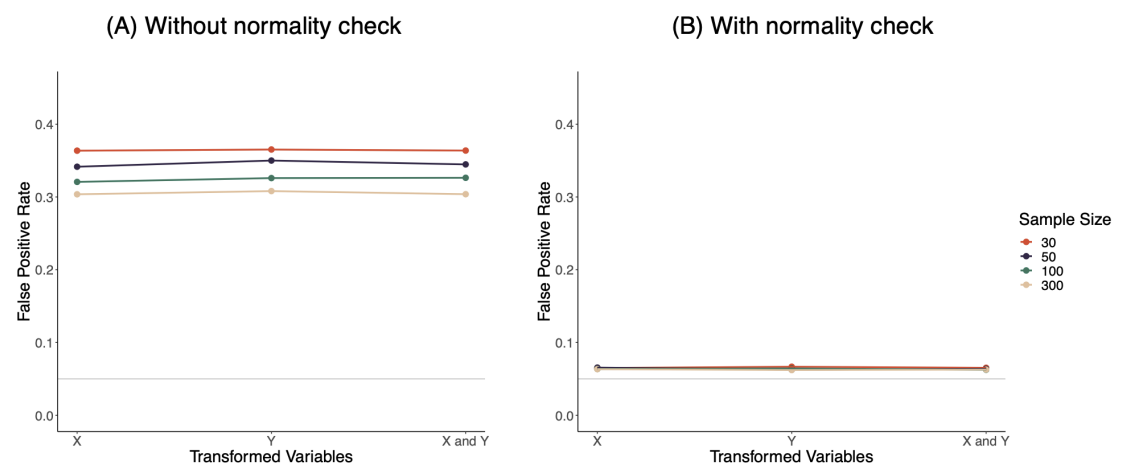 (A) Without normality check
False Positive Rate
0.4
0.3
0.2
0.1
0.0
X
Y
X and Y
Transformed Variables
(B) With normality check
False Positive Rate
0.4
0.3
0.2
0.1
0.0
X
Y
X and Y
Transformed Variables
Sample Size
30
50
100
300